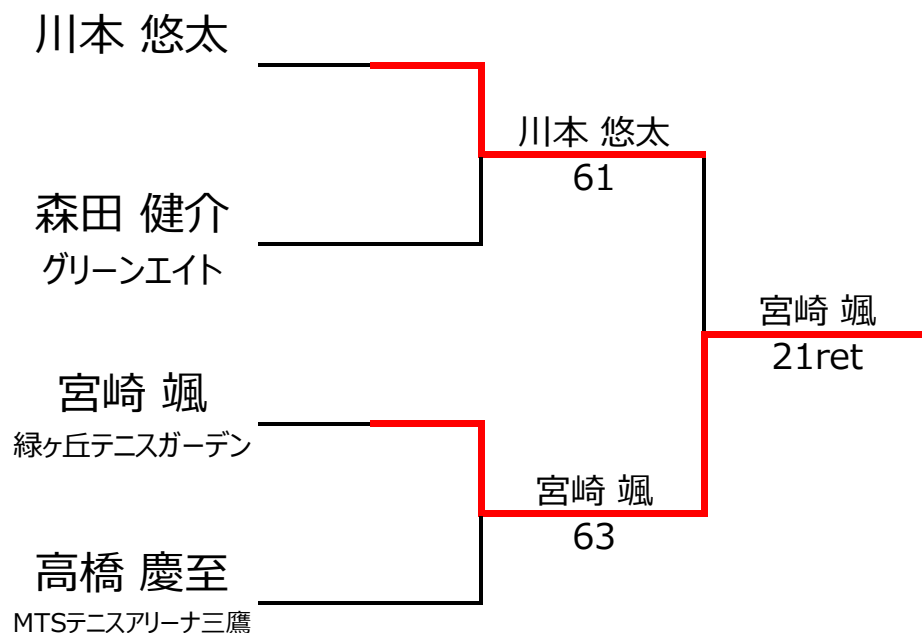 川本 悠太
川本 悠太
61
森田 健介
グリーンエイト
宮崎 颯
21ret
宮崎 颯
緑ヶ丘テニスガーデン
宮崎 颯
63
高橋 慶至
MTSテニスアリーナ三鷹